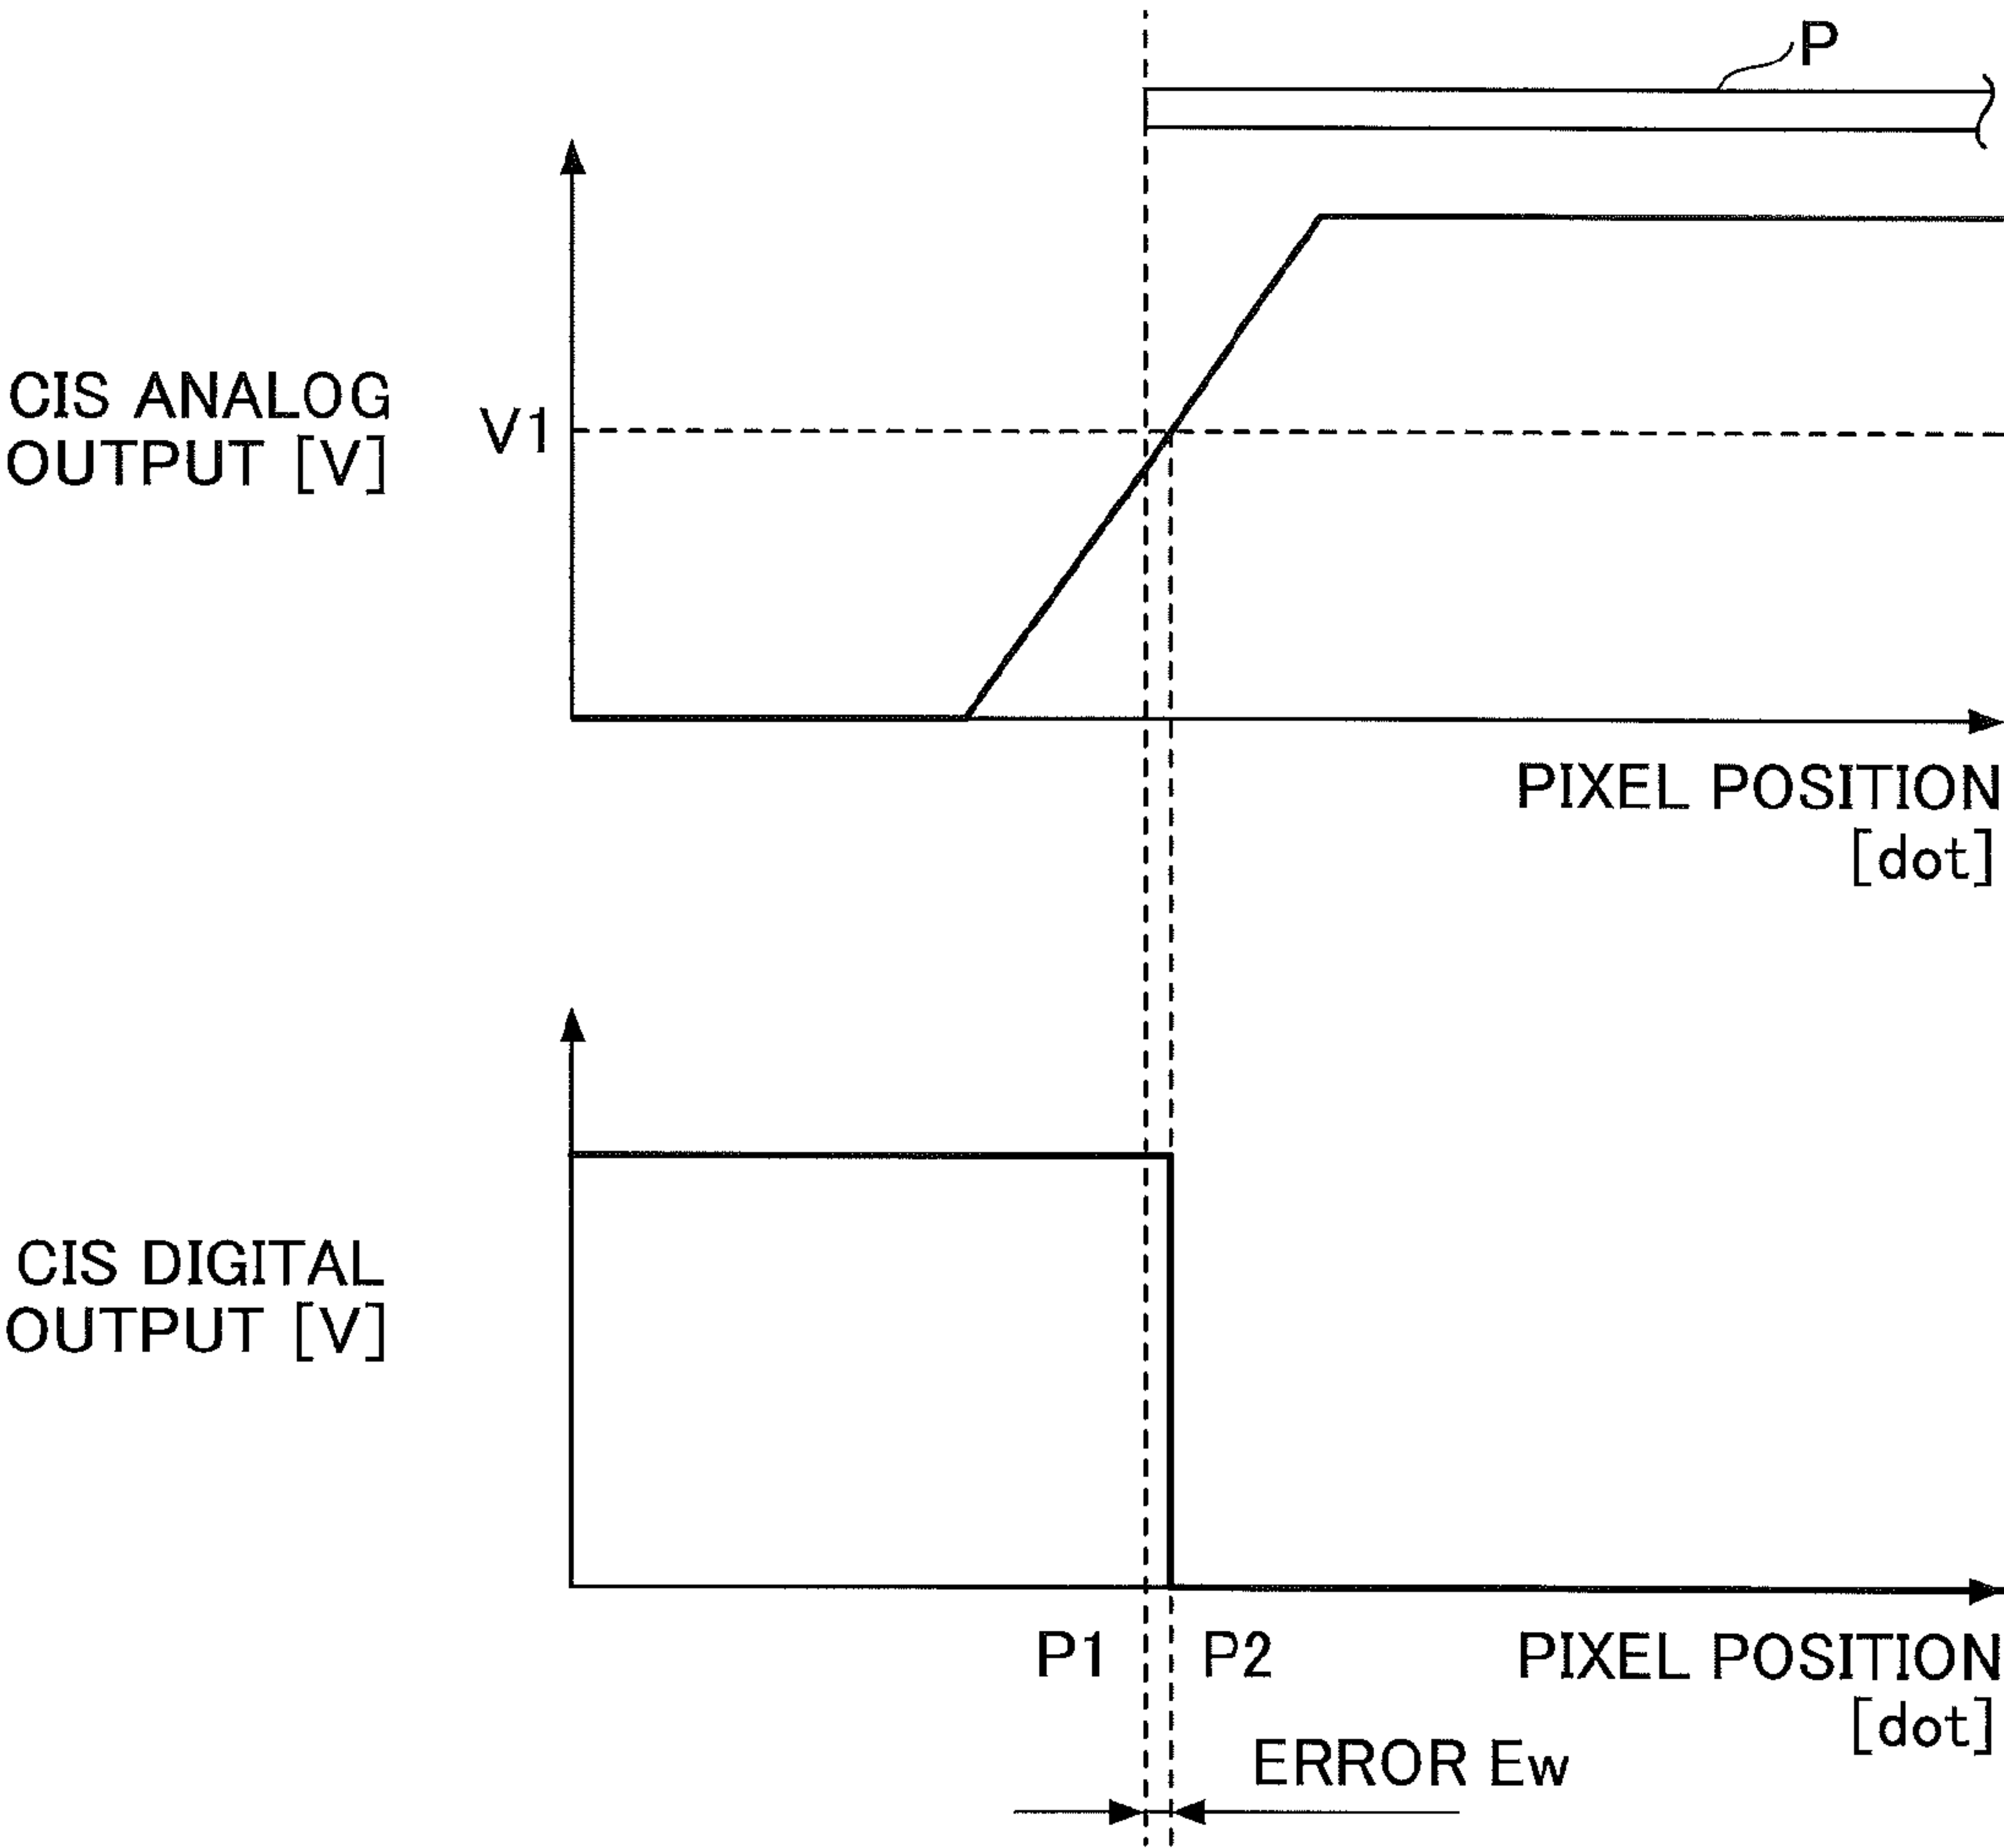 P
CIS ANALOG
OUTPUT [V]
V1
PIXEL POSITION
[dot]
CIS DIGITAL
OUTPUT [V]
P1
P2
PIXEL POSITION
[dot]
ERROR Ew